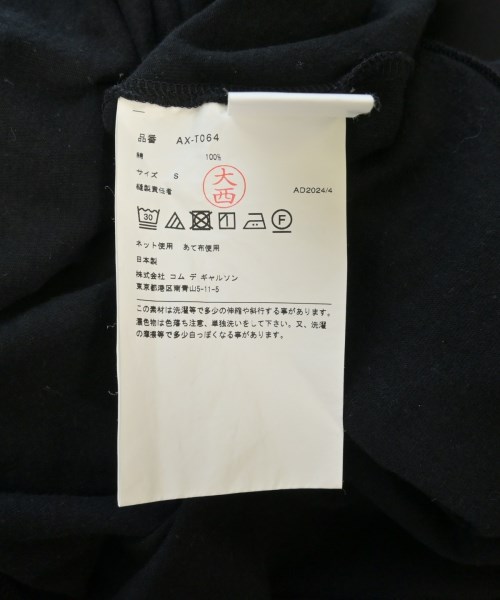 品番 AX-T064
綿 100%
サイズ S
縫製責任者 大西 AD2024/4
30 F
ネット使用 あて布使用
日本製
株式会社 コム デ ギャルソン
東京都港区南青山5-11-5
この素材は洗濯等で多少の伸縮や斜行する事があります。
濃色物は色落ち注意、単独洗いをして下さい。又、洗濯
の摩擦等で多少白っぽくなる事があります。